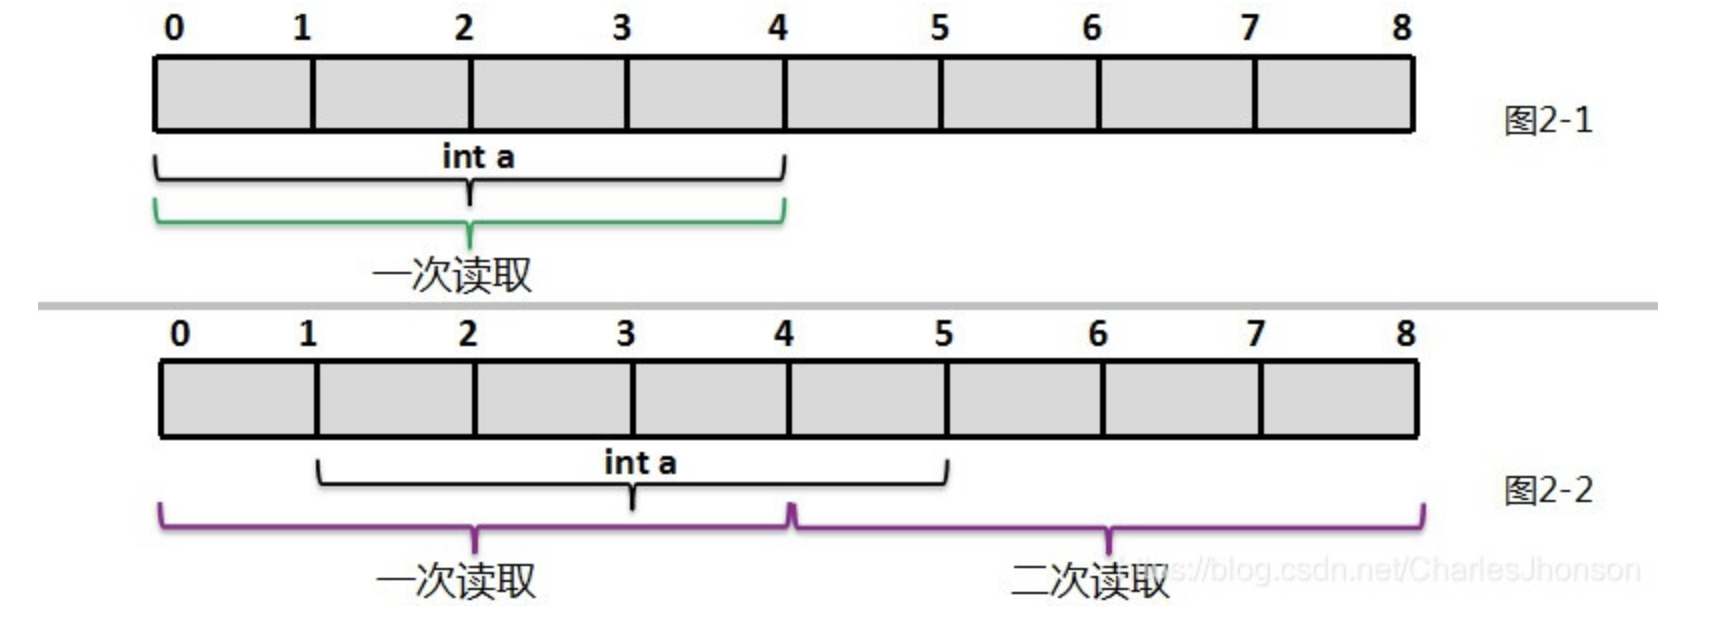 0 1 2 3 4 5 6 7 8
图2-1
int a
一次读取
0 1 2 3 4 5 6 7 8
int a
图2-2
一次读取
二次读取
s://blog.csdn.net/CharlesJhonson